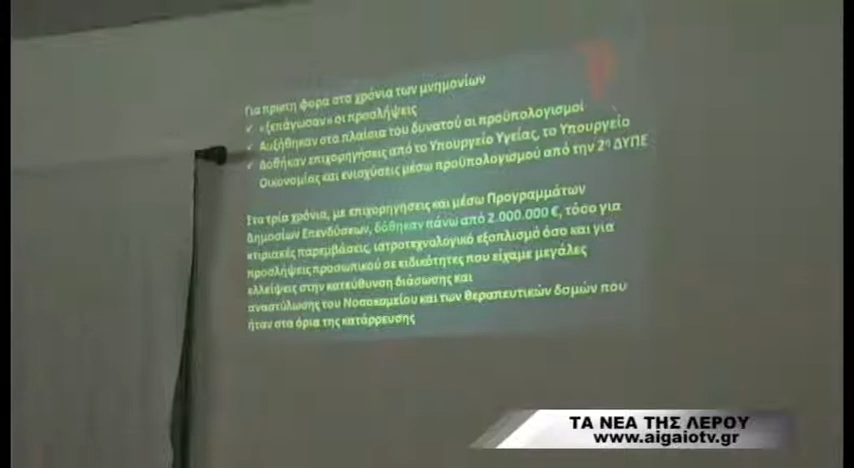 Για πρώτη φορα στα χρόνια των μνημονίων
✓ «ξεπάγωσαν» οι προσλήψεις
✓ Αυξήθηκαν στα πλαίσια του δυνατού οι προϋπολογισμοί
✓ Δοθήκαν επιχορηγήσεις από το Υπουργείο Υγείας, το Υπουργείο
Οικονομίας και ενισχύσεις μέσω προϋπολογισμού από την 2η ΔΥΠΕ
Στα τρία χρόνια, με επιχορηγήσεις και μέσω Προγραμμάτων
Δημοσίων Επενδύσεων, δόθηκαν πάνω από 2.000.000 €, τόσο για
κτιριακές παρεμβάσεις, ιατροτεχνολογικό εξοπλισμό όσο και για
προσλήψεις προσωπικού σε ειδικότητες που είχαμε μεγάλες
ελλείψεις στην κατεύθυνση διάσωσης και
αναστύλωσης του Νοσοκομείου και των θεραπευτικών δομών που
ήταν στα όρια της κατάρρευσης
ΤΑ ΝΕΑ ΤΗΣ ΛΕΡΟΥ
www.aigaiotv.gr